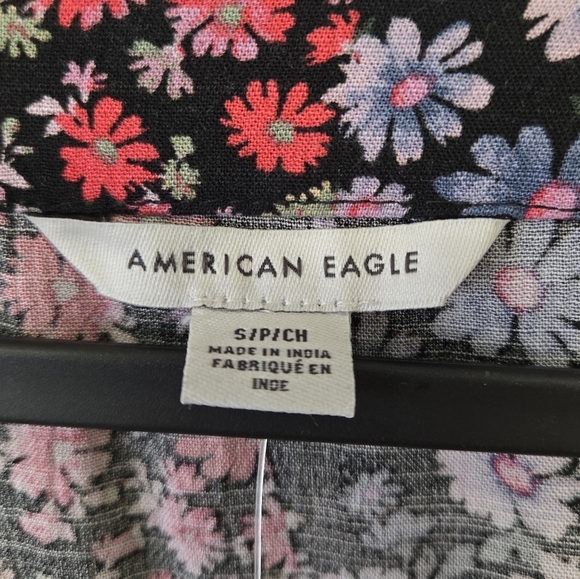 AMERICAN EAGLE
S/P/CH
MADE IN INDIA
FABRIQUÉ EN
INDE